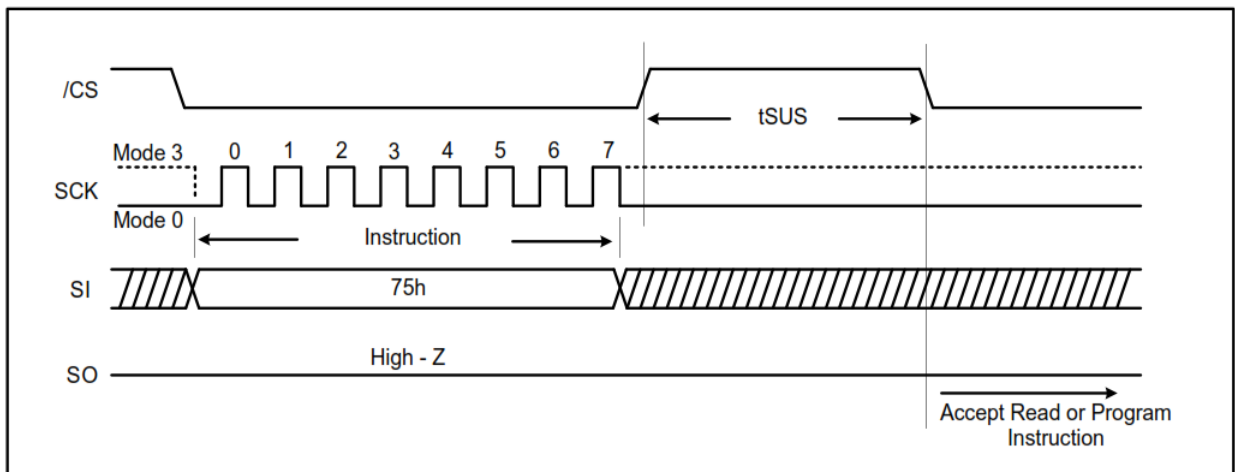 /CS
tSUS
Mode 3
0 1 2 3 4 5 6 7
SCK
Mode 0
Instruction
SI
75h
High - Z
SO
Accept Read or Program
Instruction